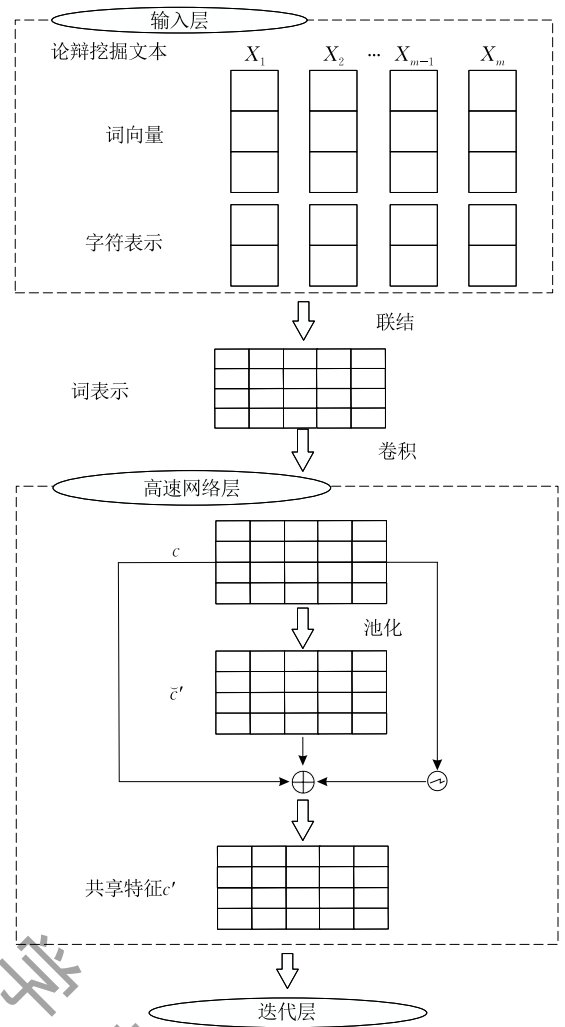 输入层
论辩挖掘文本 X₁ X₂ ··· Xₘ₋₁ Xₘ
词向量
字符表示
联结
词表示
卷积
高速网络层
c
池化
c̃′
共享特征c′
学
迭代层